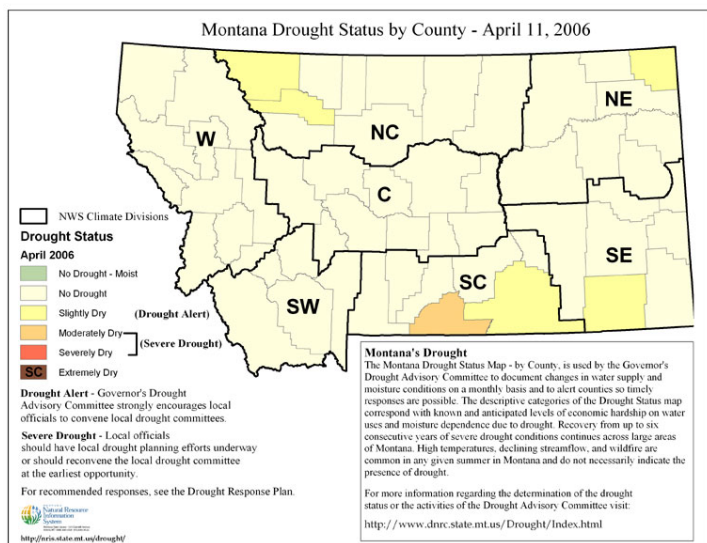 Montana Drought Status by County - April 11, 2006
NE
NC
W
C
SE
SC
SW
NWS Climate Divisions
Drought Status
April 2006
No Drought - Moist
No Drought
Slightly Dry
(Drought Alert)
Moderately Dry
(Severe Drought)
Severely Dry
SC
Extremely Dry
Drought Alert - Governor's Drought
Advisory Committee strongly encourages local
officials to convene local drought committees.
Severe Drought - Local officials
should have local drought planning efforts underway
or should reconvene the local drought committee
at the earliest opportunity.
For recommended responses, see the Drought Response Plan.
Natural Resource
Information
System
http://nris.state.mt.us/drought/
Montana's Drought
The Montana Drought Status Map - by County, is used by the Governor's
Drought Advisory Committee to document changes in water supply and
moisture conditions on a monthly basis and to alert counties so timely
responses are possible. The descriptive categories of the Drought Status map
correspond with known and anticipated levels of economic hardship on water
uses and moisture dependence due to drought. Recovery from up to six
consecutive years of severe drought conditions continues across large areas
of Montana. High temperatures, declining streamflow, and wildfire are
common in any given summer in Montana and do not necessarily indicate the
presence of drought.
For more information regarding the determination of the drought
status or the activities of the Drought Advisory Committee visit:
http://www.dnrc.state.mt.us/Drought/Index.html